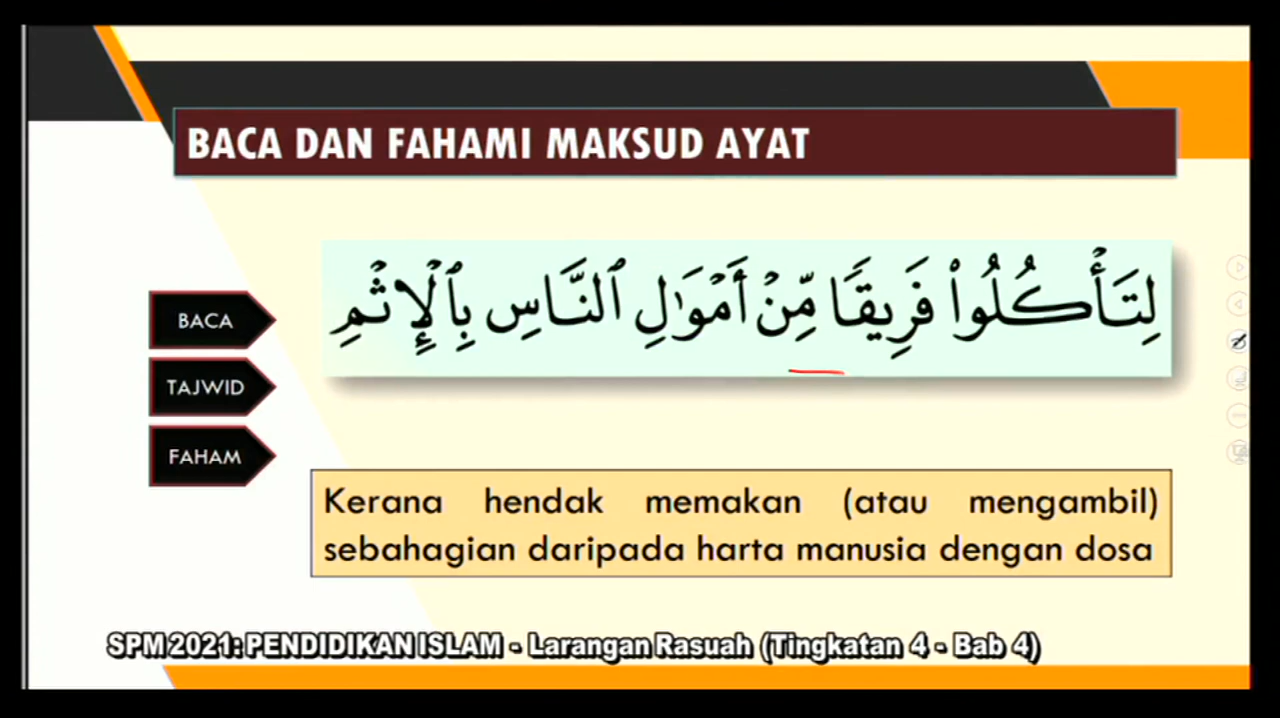 BACA DAN FAHAMI MAKSUD AYAT
لِتَأْكُلُوا۟ فَرِيقًا مِّنْ أَمْوَٰلِ ٱلنَّاسِ بِٱلْإِثْمِ
BACA
TAJWID
FAHAM
Kerana hendak memakan (atau mengambil)
sebahagian daripada harta manusia dengan dosa
SPM 2021: PENDIDIKAN ISLAM - Larangan Rasuah (Tingkatan 4 - Bab 4)